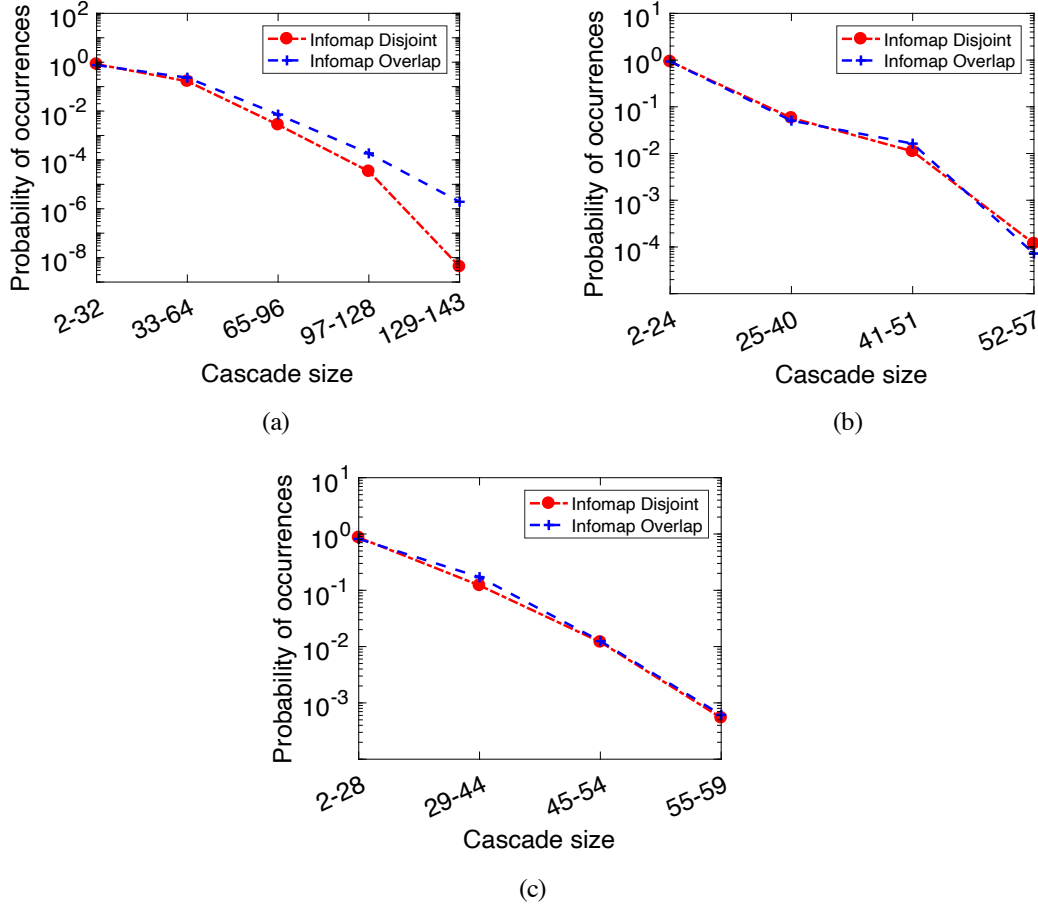 Probability of occurrences
10^2
10^0
10^-2
10^-4
10^-6
10^-8
Infomap Disjoint
Infomap Overlap
2-32
33-64
65-96
97-128
129-143
Cascade size
(a)
Probability of occurrences
10^1
10^0
10^-1
10^-2
10^-3
10^-4
Infomap Disjoint
Infomap Overlap
2-24
25-40
41-51
52-57
Cascade size
(b)
Probability of occurrences
10^1
10^0
10^-1
10^-2
10^-3
Infomap Disjoint
Infomap Overlap
2-28
29-44
45-54
55-59
Cascade size
(c)